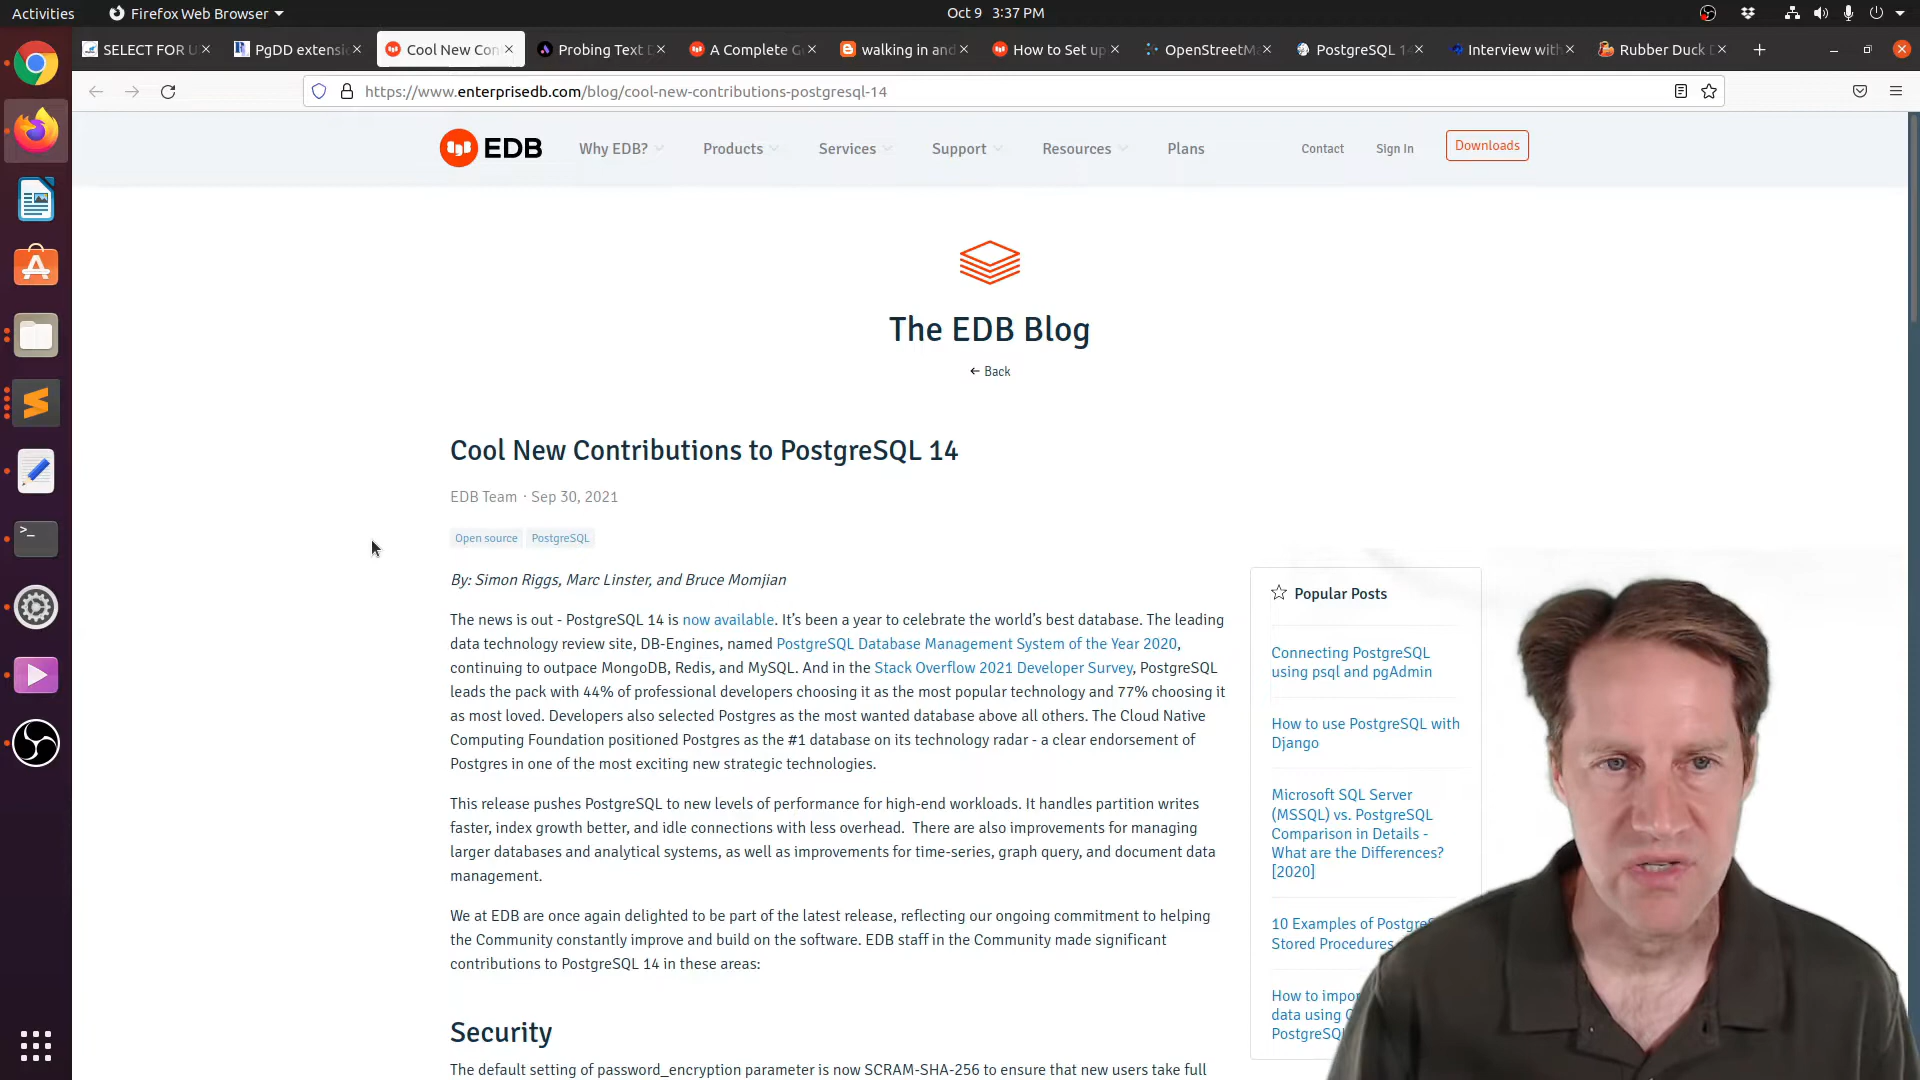 Activities
Firefox Web Browser
Oct 9 3:37 PM
SELECT FOR U
PgDD extensi
Cool New Con
Probing Text
A Complete G
walking in and
How to Set up
OpenStreetM
PostgreSQL 14
Interview with
Rubber Duck
https://www.enterprisedb.com/blog/cool-new-contributions-postgresql-14
EDB
Why EDB?
Products
Services
Support
Resources
Plans
Contact
Sign In
Downloads
The EDB Blog
← Back
Cool New Contributions to PostgreSQL 14
EDB Team · Sep 30, 2021
Open source
PostgreSQL
By: Simon Riggs, Marc Linster, and Bruce Momjian
The news is out - PostgreSQL 14 is now available. It’s been a year to celebrate the world’s best database. The leading
data technology review site, DB-Engines, named PostgreSQL Database Management System of the Year 2020,
continuing to outpace MongoDB, Redis, and MySQL. And in the Stack Overflow 2021 Developer Survey, PostgreSQL
leads the pack with 44% of professional developers choosing it as the most popular technology and 77% choosing it
as most loved. Developers also selected Postgres as the most wanted database above all others. The Cloud Native
Computing Foundation positioned Postgres as the #1 database on its technology radar - a clear endorsement of
Postgres in one of the most exciting new strategic technologies.
This release pushes PostgreSQL to new levels of performance for high-end workloads. It handles partition writes
faster, index growth better, and idle connections with less overhead. There are also improvements for managing
larger databases and analytical systems, as well as improvements for time-series, graph query, and document data
management.
We at EDB are once again delighted to be part of the latest release, reflecting our ongoing commitment to helping
the Community constantly improve and build on the software. EDB staff in the Community made significant
contributions to PostgreSQL 14 in these areas:
Security
The default setting of password_encryption parameter is now SCRAM-SHA-256 to ensure that new users take full
Popular Posts
Connecting PostgreSQL
using psql and pgAdmin
How to use PostgreSQL with
Django
Microsoft SQL Server
(MSSQL) vs. PostgreSQL
Comparison in Details -
What are the Differences?
[2020]
10 Examples of Postgre
Stored Procedures
How to impo
data using
PostgreSQ